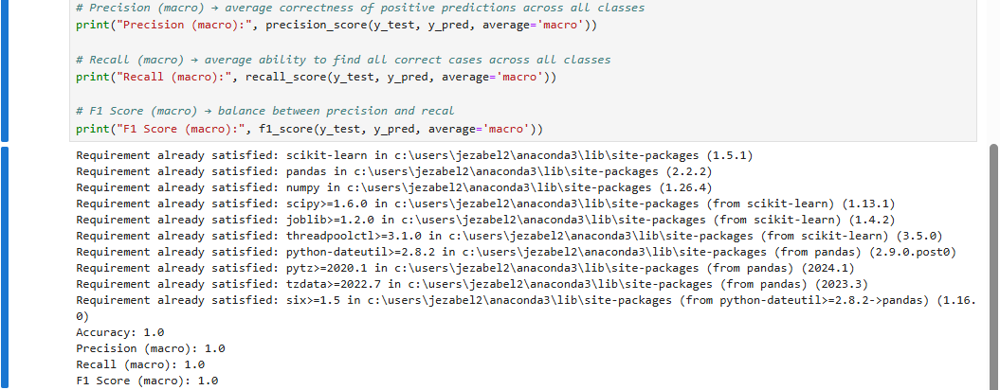 # Precision (macro) → average correctness of positive predictions across all classes
print("Precision (macro):", precision_score(y_test, y_pred, average='macro'))
# Recall (macro) → average ability to find all correct cases across all classes
print("Recall (macro):", recall_score(y_test, y_pred, average='macro'))
# F1 Score (macro) → balance between precision and recal
print("F1 Score (macro):", f1_score(y_test, y_pred, average='macro'))
Requirement already satisfied: scikit-learn in c:\users\jezabel2\anaconda3\lib\site-packages (1.5.1)
Requirement already satisfied: pandas in c:\users\jezabel2\anaconda3\lib\site-packages (2.2.2)
Requirement already satisfied: numpy in c:\users\jezabel2\anaconda3\lib\site-packages (1.26.4)
Requirement already satisfied: scipy>=1.6.0 in c:\users\jezabel2\anaconda3\lib\site-packages (from scikit-learn) (1.13.1)
Requirement already satisfied: joblib>=1.2.0 in c:\users\jezabel2\anaconda3\lib\site-packages (from scikit-learn) (1.4.2)
Requirement already satisfied: threadpoolctl>=3.1.0 in c:\users\jezabel2\anaconda3\lib\site-packages (from scikit-learn) (3.5.0)
Requirement already satisfied: python-dateutil>=2.8.2 in c:\users\jezabel2\anaconda3\lib\site-packages (from pandas) (2.9.0.post0)
Requirement already satisfied: pytz>=2020.1 in c:\users\jezabel2\anaconda3\lib\site-packages (from pandas) (2024.1)
Requirement already satisfied: tzdata>=2022.7 in c:\users\jezabel2\anaconda3\lib\site-packages (from pandas) (2023.3)
Requirement already satisfied: six>=1.5 in c:\users\jezabel2\anaconda3\lib\site-packages (from python-dateutil>=2.8.2->pandas) (1.16.
0)
Accuracy: 1.0
Precision (macro): 1.0
Recall (macro): 1.0
F1 Score (macro): 1.0